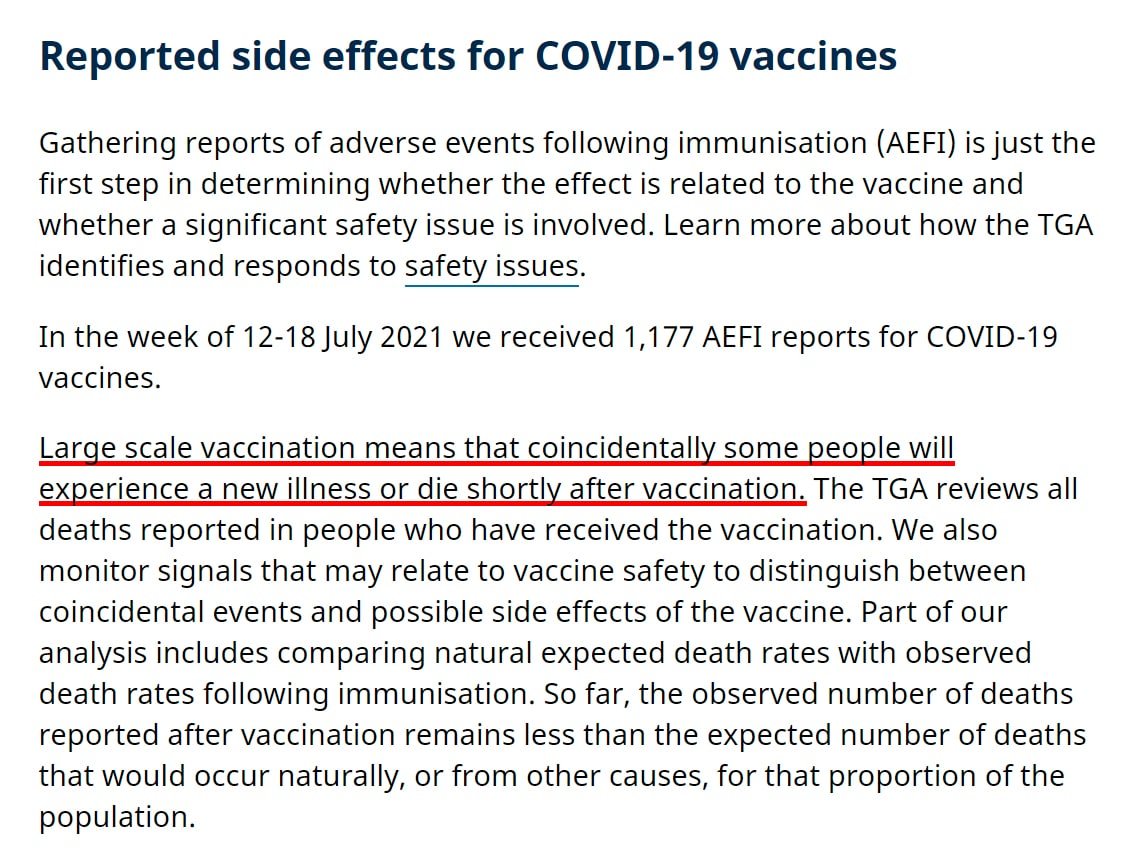 Reported side effects for COVID-19 vaccines
Gathering reports of adverse events following immunisation (AEFI) is just the
first step in determining whether the effect is related to the vaccine and
whether a significant safety issue is involved. Learn more about how the TGA
identifies and responds to safety issues.
In the week of 12-18 July 2021 we received 1,177 AEFI reports for COVID-19
vaccines.
Large scale vaccination means that coincidentally some people will
experience a new illness or die shortly after vaccination. The TGA reviews all
deaths reported in people who have received the vaccination. We also
monitor signals that may relate to vaccine safety to distinguish between
coincidental events and possible side effects of the vaccine. Part of our
analysis includes comparing natural expected death rates with observed
death rates following immunisation. So far, the observed number of deaths
reported after vaccination remains less than the expected number of deaths
that would occur naturally, or from other causes, for that proportion of the
population.